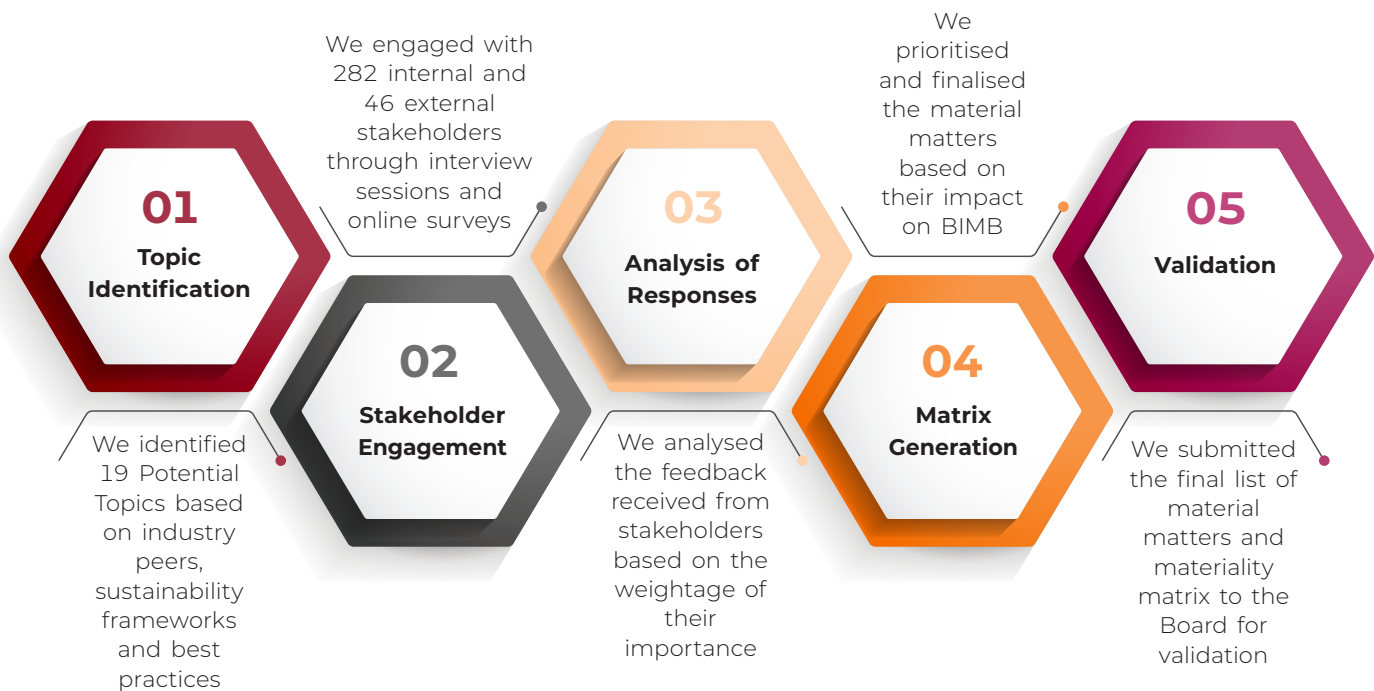 01
Topic
Identification
We identified
19 Potential
Topics based
on industry
peers,
sustainability
frameworks
and best
practices
We engaged with
282 internal and
46 external
stakeholders
through interview
sessions and
online surveys
02
Stakeholder
Engagement
03
Analysis of
Responses
We analysed
the feedback
received from
stakeholders
based on the
weightage of
their
importance
We
prioritised
and finalised
the material
matters
based on
their impact
on BIMB
04
Matrix
Generation
05
Validation
We submitted
the final list of
material
matters and
materiality
matrix to the
Board for
validation